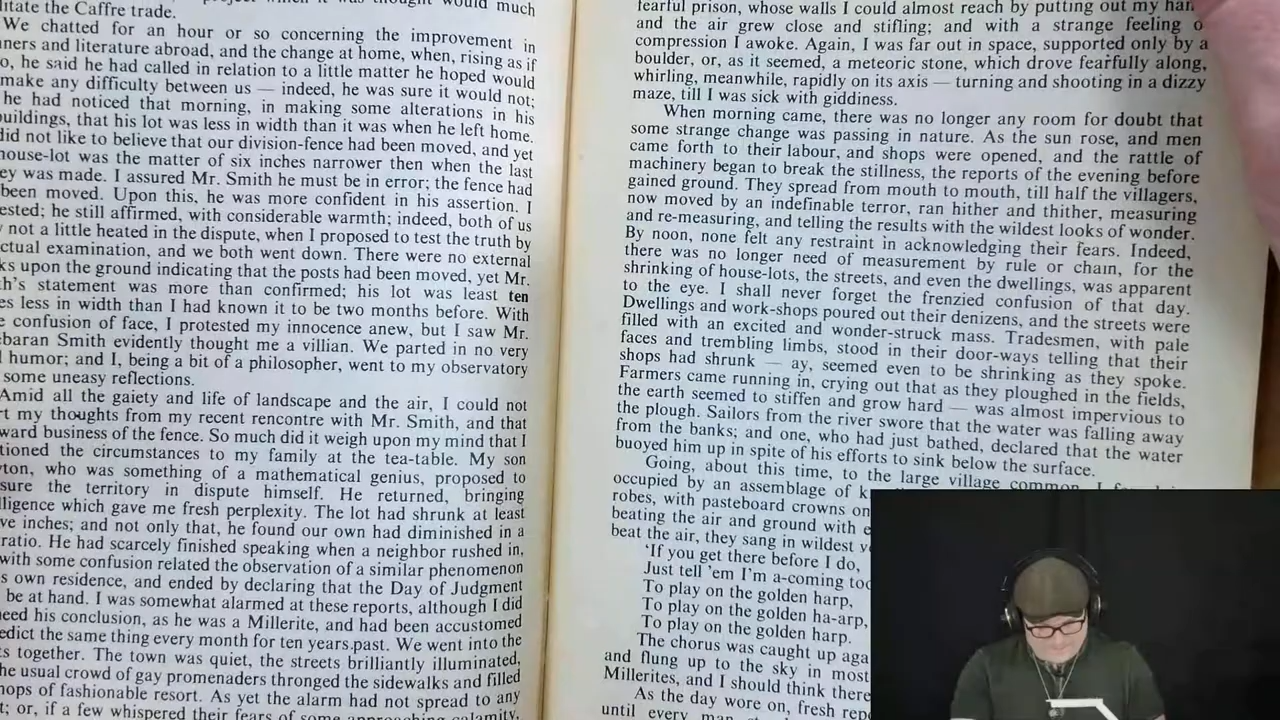 litate the Caffre trade.
We chatted for an hour or so concerning the improvement in
ners and literature abroad, and the change at home, when, rising as if
o, he said he had called in relation to a little matter he hoped would
make any difficulty between us — indeed, he was sure it would not;
he had noticed that morning, in making some alterations in his
buildings, that his lot was less in width than it was when he left home.
did not like to believe that our division-fence had been moved, and yet
house-lot was the matter of six inches narrower then when the last
ey was made. I assured Mr. Smith he must be in error; the fence had
been moved. Upon this, he was more confident in his assertion. I
ested; he still affirmed, with considerable warmth; indeed, both of us
not a little heated in the dispute, when I proposed to test the truth by
ctual examination, and we both went down. There were no external
ks upon the ground indicating that the posts had been moved, yet Mr.
th's statement was more than confirmed; his lot was least ten
es less in width than I had known it to be two months before. With
e confusion of face, I protested my innocence anew, but I saw Mr.
baran Smith evidently thought me a villian. We parted in no very
humor; and I, being a bit of a philosopher, went to my observatory
some uneasy reflections.
Amid all the gaiety and life of landscape and the air, I could not
rt my thoughts from my recent rencontre with Mr. Smith, and that
ward business of the fence. So much did it weigh upon my mind that I
tioned the circumstances to my family at the tea-table. My son
ton, who was something of a mathematical genius, proposed to
sure the territory in dispute himself. He returned, bringing
lligence which gave me fresh perplexity. The lot had shrunk at least
ve inches; and not only that, he found our own had diminished in a
ratio. He had scarcely finished speaking when a neighbor rushed in,
with some confusion related the observation of a similar phenomenon
s own residence, and ended by declaring that the Day of Judgment
be at hand. I was somewhat alarmed at these reports, although I did
eed his conclusion, as he was a Millerite, and had been accustomed
edict the same thing every month for ten years past. We went into the
ts together. The town was quiet, the streets brilliantly illuminated,
he usual crowd of gay promenaders thronged the sidewalks and filled
hops of fashionable resort. As yet the alarm had not spread to any
t; or, if a few whispered their fears of some approaching calamity,
fearful prison, whose walls I could almost reach by putting out my han
and the air grew close and stifling; and with a strange feeling o
compression I awoke. Again, I was far out in space, supported only by a
boulder, or, as it seemed, a meteoric stone, which drove fearfully along,
whirling, meanwhile, rapidly on its axis — turning and shooting in a dizzy
maze, till I was sick with giddiness.
When morning came, there was no longer any room for doubt that
some strange change was passing in nature. As the sun rose, and men
came forth to their labour, and shops were opened, and the rattle of
machinery began to break the stillness, the reports of the evening before
gained ground. They spread from mouth to mouth, till half the villagers,
now moved by an indefinable terror, ran hither and thither, measuring
and re-measuring, and telling the results with the wildest looks of wonder.
By noon, none felt any restraint in acknowledging their fears. Indeed,
there was no longer need of measurement by rule or chain, for the
shrinking of house-lots, the streets, and even the dwellings, was apparent
to the eye. I shall never forget the frenzied confusion of that day.
Dwellings and work-shops poured out their denizens, and the streets were
filled with an excited and wonder-struck mass. Tradesmen, with pale
faces and trembling limbs, stood in their door-ways telling that their
shops had shrunk — ay, seemed even to be shrinking as they spoke.
Farmers came running in, crying out that as they ploughed in the fields,
the earth seemed to stiffen and grow hard — was almost impervious to
the plough. Sailors from the river swore that the water was falling away
from the banks; and one, who had just bathed, declared that the water
buoyed him up in spite of his efforts to sink below the surface.
Going, about this time, to the large village common, I
occupied by an assemblage of k
robes, with pasteboard crowns on
beating the air and ground with e
beat the air, they sang in wildest v
'If you get there before I do,
Just tell 'em I'm a-coming too
To play on the golden harp,
To play on the golden ha-arp,
To play on the golden harp.
The chorus was caught up aga
and flung up to the sky in most
Millerites, and I should think there
As the day wore on, fresh rep
until every man